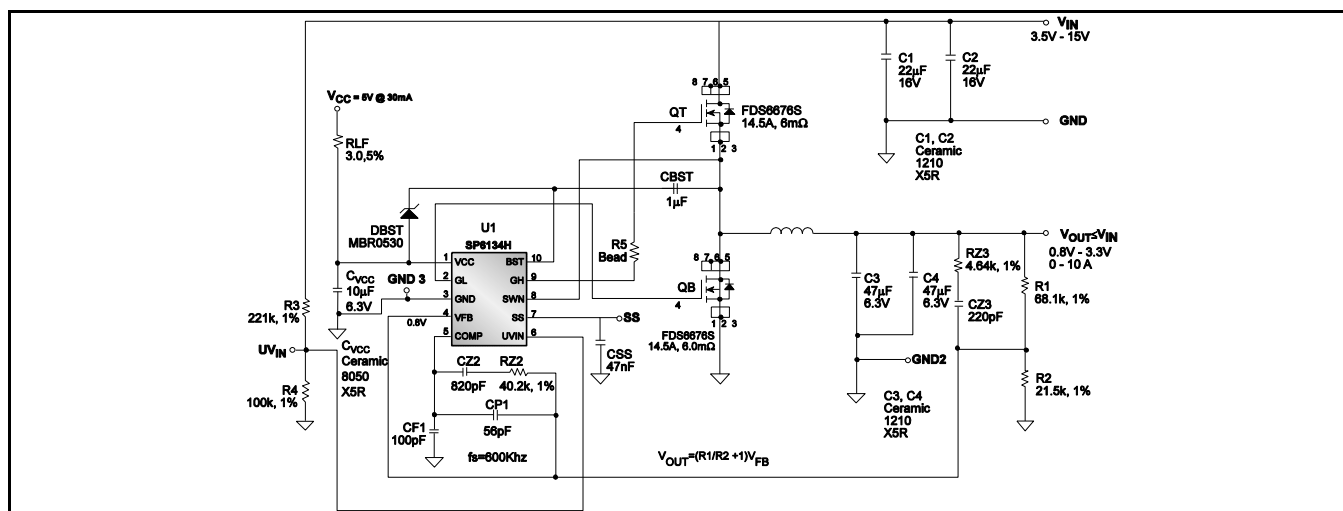 VIN
3.5V - 15V
C1
22µF
16V
C2
22µF
16V
GND
C1, C2
Ceramic
1210
X5R
8 7 6 5
QT
4
FDS6676S
14.5A, 6mΩ
1 2 3
VCC = 5V @ 30mA
RLF
3.0,5%
DBST
MBR0530
CBST
1µF
U1
SP6134H
R5
Bead
1 VCC BST 10
2 GL GH 9
3 GND SWN 8
4 VFB SS 7
5 COMP UVIN 6
0.8V
CVCC
10µF
6.3V
GND 3
R3
221k, 1%
UVIN
R4
100k, 1%
CVCC
Ceramic
8050
X5R
SS
CSS
47nF
8 7 6 5
QB
4
1 2 3
FDS6676S
14.5A, 6.0mΩ
VOUT≤VIN
0.8V - 3.3V
0 - 10 A
C3
47µF
6.3V
C4
47µF
6.3V
RZ3
4.64k, 1%
CZ3
220pF
R1
68.1k, 1%
GND2
R2
21.5k, 1%
C3, C4
Ceramic
1210
X5R
CZ2
820pF
RZ2
40.2k, 1%
CP1
56pF
CF1
100pF
fs=600Khz
VOUT=(R1/R2 +1)VFB